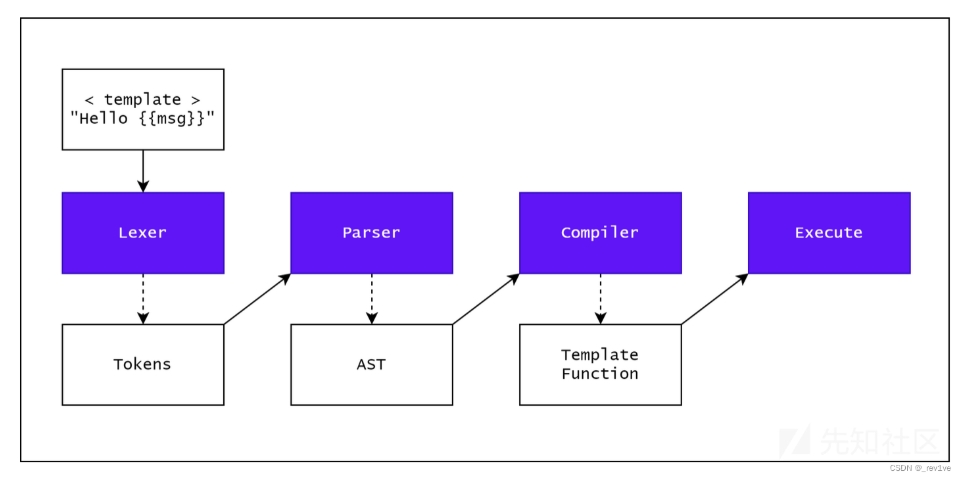 < template >
"Hello {{msg}}"
Lexer
Parser
Compiler
Execute
Tokens
AST
Template
Function
先知社区
CSDN @_rev1ve